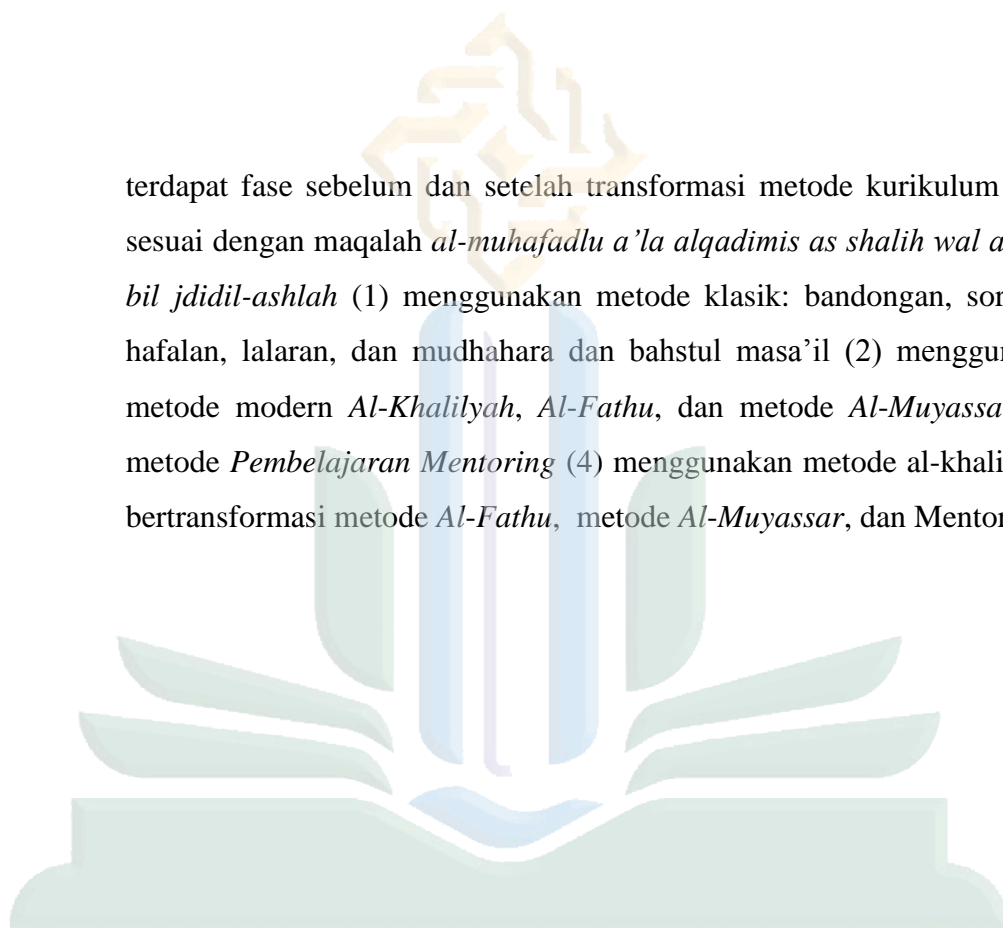 terdapat fase sebelum dan setelah transformasi metode kurikulum
sesuai dengan maqalah al-muhafadlu a’la alqadimis as shalih wal a
bil jdidil-ashlah (1) menggunakan metode klasik: bandongan, sor
hafalan, lalaran, dan mudhahara dan bahstul masa’il (2) menggu
metode modern Al-Khalilyah, Al-Fathu, dan metode Al-Muyassa
metode Pembelajaran Mentoring (4) menggunakan metode al-khali
bertransformasi metode Al-Fathu, metode Al-Muyassar, dan Mentor